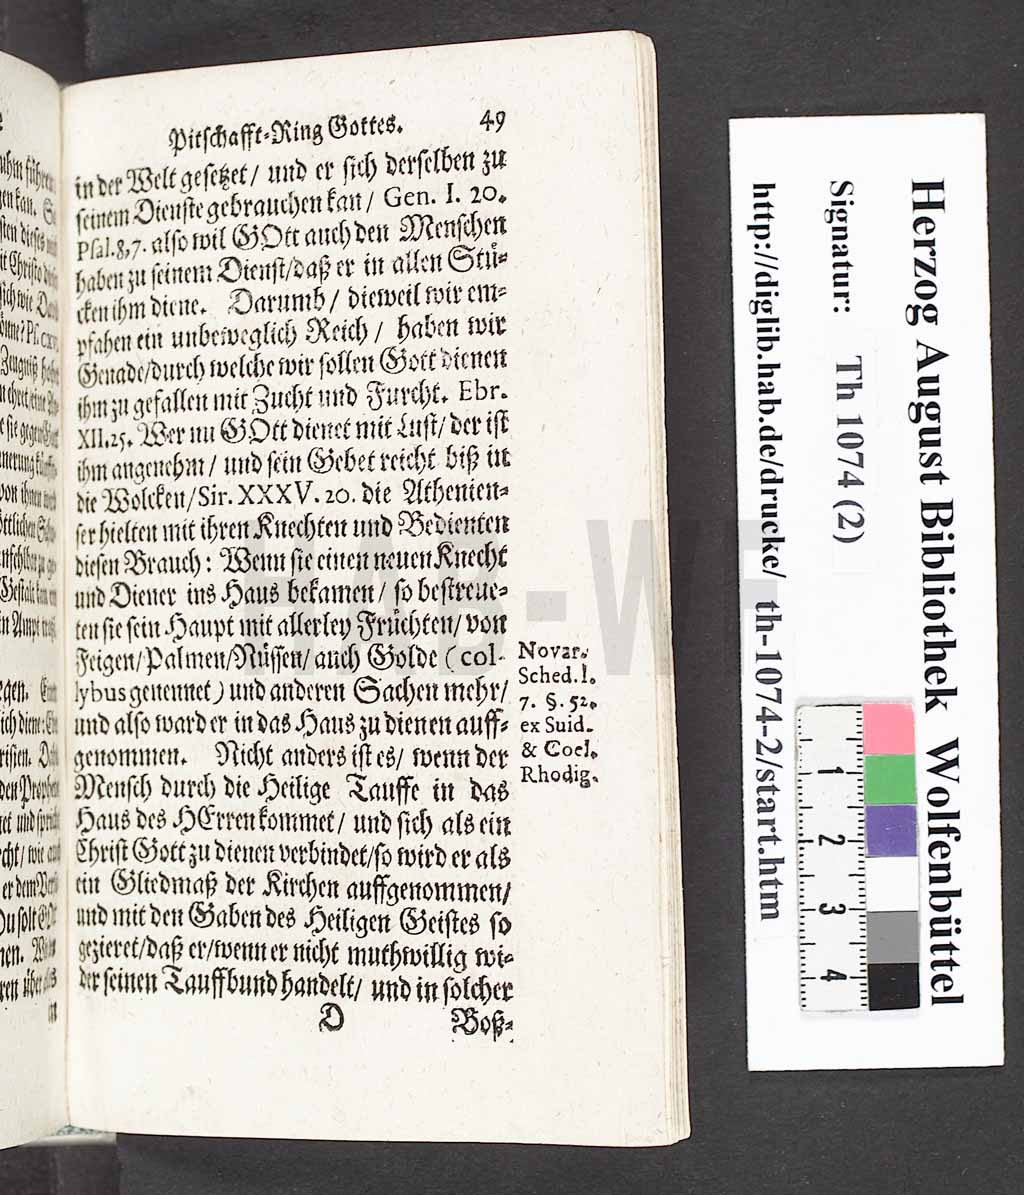 Pitschafft-Ring Gottes. 49
in der Welt gesetzet / und er sich derselben zu
seinem Dienste gebrauchen kan / Gen. I. 20.
Psal. 8, 7. also wil GOtt auch den Menschen
haben zu seinem Dienst / daß er in allen Stü-
cken ihm diene. Darumb / dieweil wir em-
pfahen ein unbeweglich Reich / haben wir
Genade / durch welche wir sollen Gott dienen
ihm zu gefallen mit Zucht und Furcht. Ebr.
XII. 25. Wer nu GOtt dienet mit Lust / der ist
ihm angenehm / und sein Gebet reicht biß in
die Wolcken / Sir. XXXV. 20. die Athenien-
ser hielten mit ihren Knechten und Bedienten
diesen Brauch: Wenn sie einen neuen Knecht
und Diener ins Haus bekamen / so bestreue-
ten sie sein Haupt mit allerley Früchten / von
Feigen / Palmen / Nüssen / auch Golde (col-
lybus genennet) und anderen Sachen mehr /
und also ward er in das Haus zu dienen auff-
genommen. Nicht anders ist es / wenn der
Mensch durch die Heilige Tauffe in das
Haus des HErren kommet / und sich als ein
Christ Gott zu dienen verbindet / so wird er als
ein Gliedmaß der Kirchen auffgenommen /
und mit den Gaben des Heiligen Geistes so
gezieret / daß er / wenn er nicht muthwillig wi-
der seinen Tauffbund handelt / und in solcher
D Boß-
Novar.
Sched. l.
7. §. 52.
ex Suid.
& Coel.
Rhodig.
HAB-WF
Herzog August Bibliothek Wolfenbüttel
Signatur: Th 1074 (2)
http://diglib.hab.de/drucke/ th-1074-2/start.htm
1
2
3
4